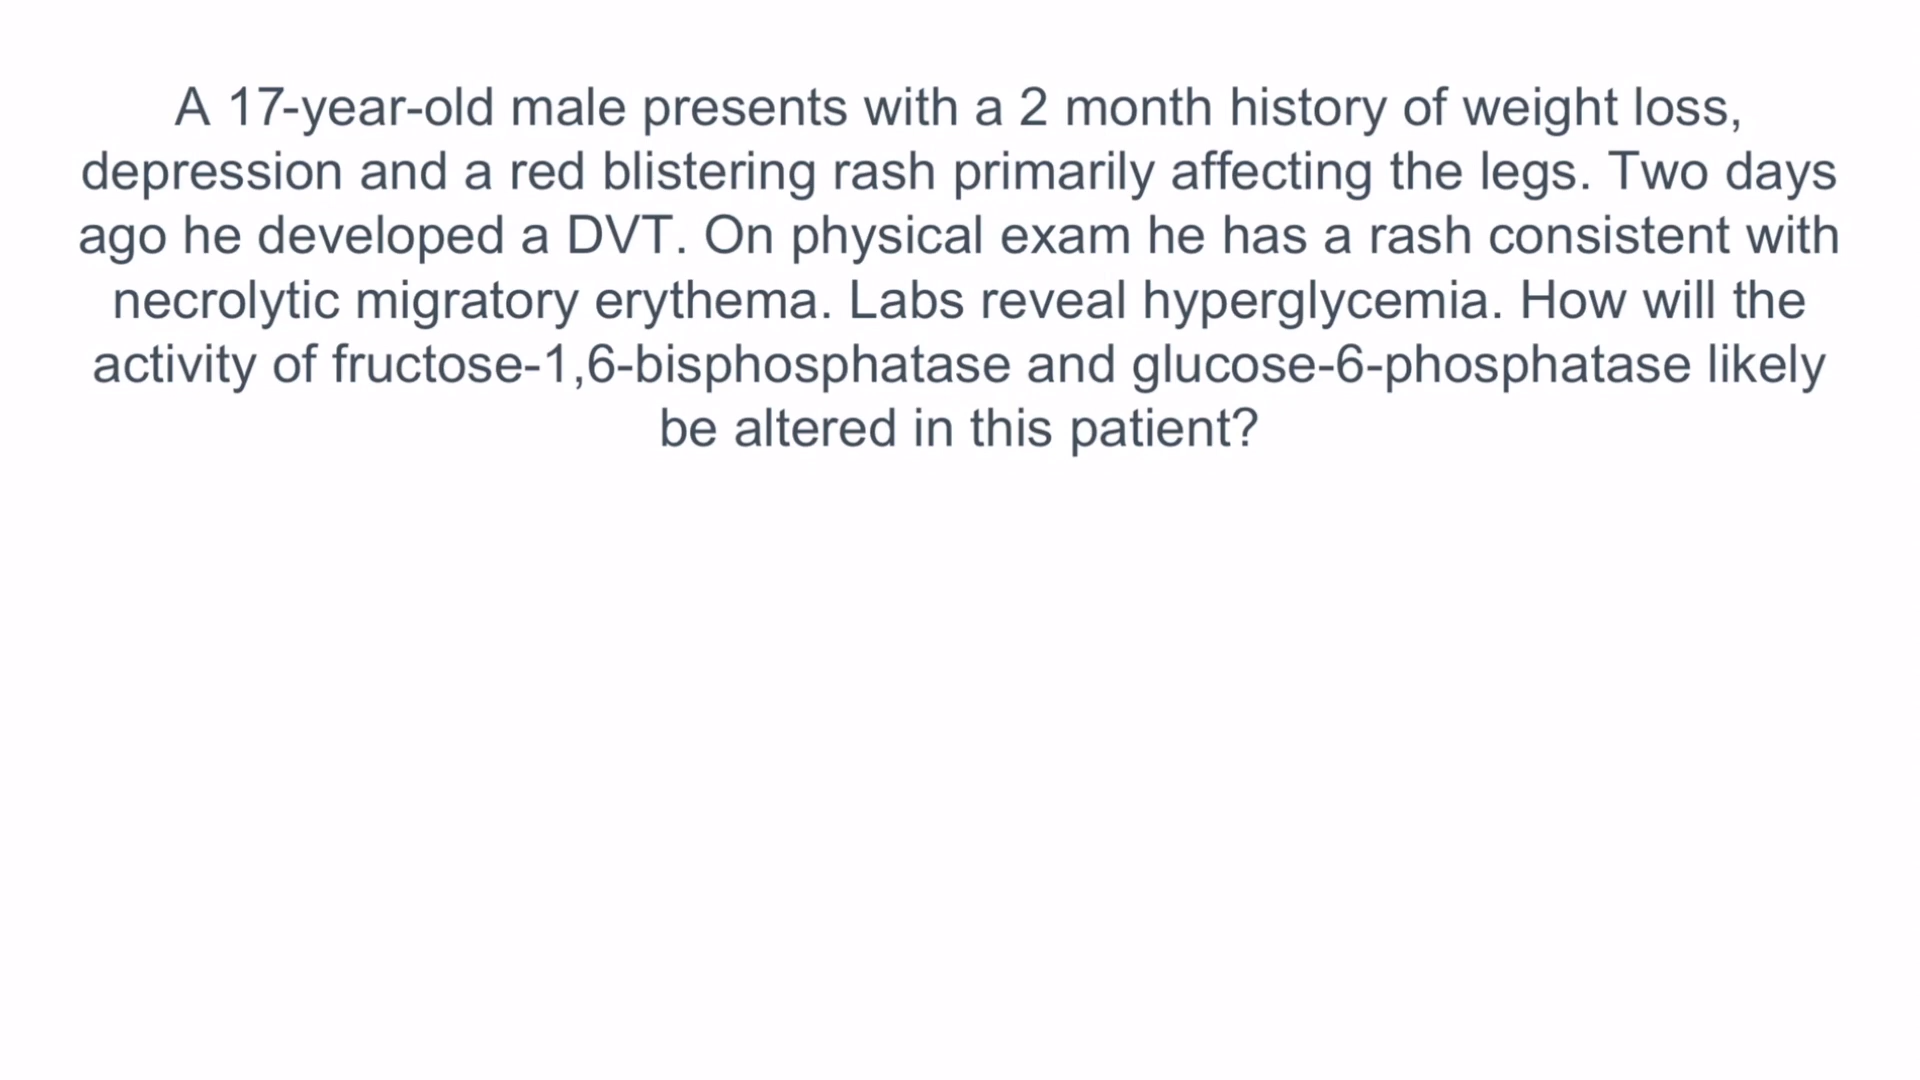 A 17-year-old male presents with a 2 month history of weight loss,
depression and a red blistering rash primarily affecting the legs. Two days
ago he developed a DVT. On physical exam he has a rash consistent with
necrolytic migratory erythema. Labs reveal hyperglycemia. How will the
activity of fructose-1,6-bisphosphatase and glucose-6-phosphatase likely
be altered in this patient?